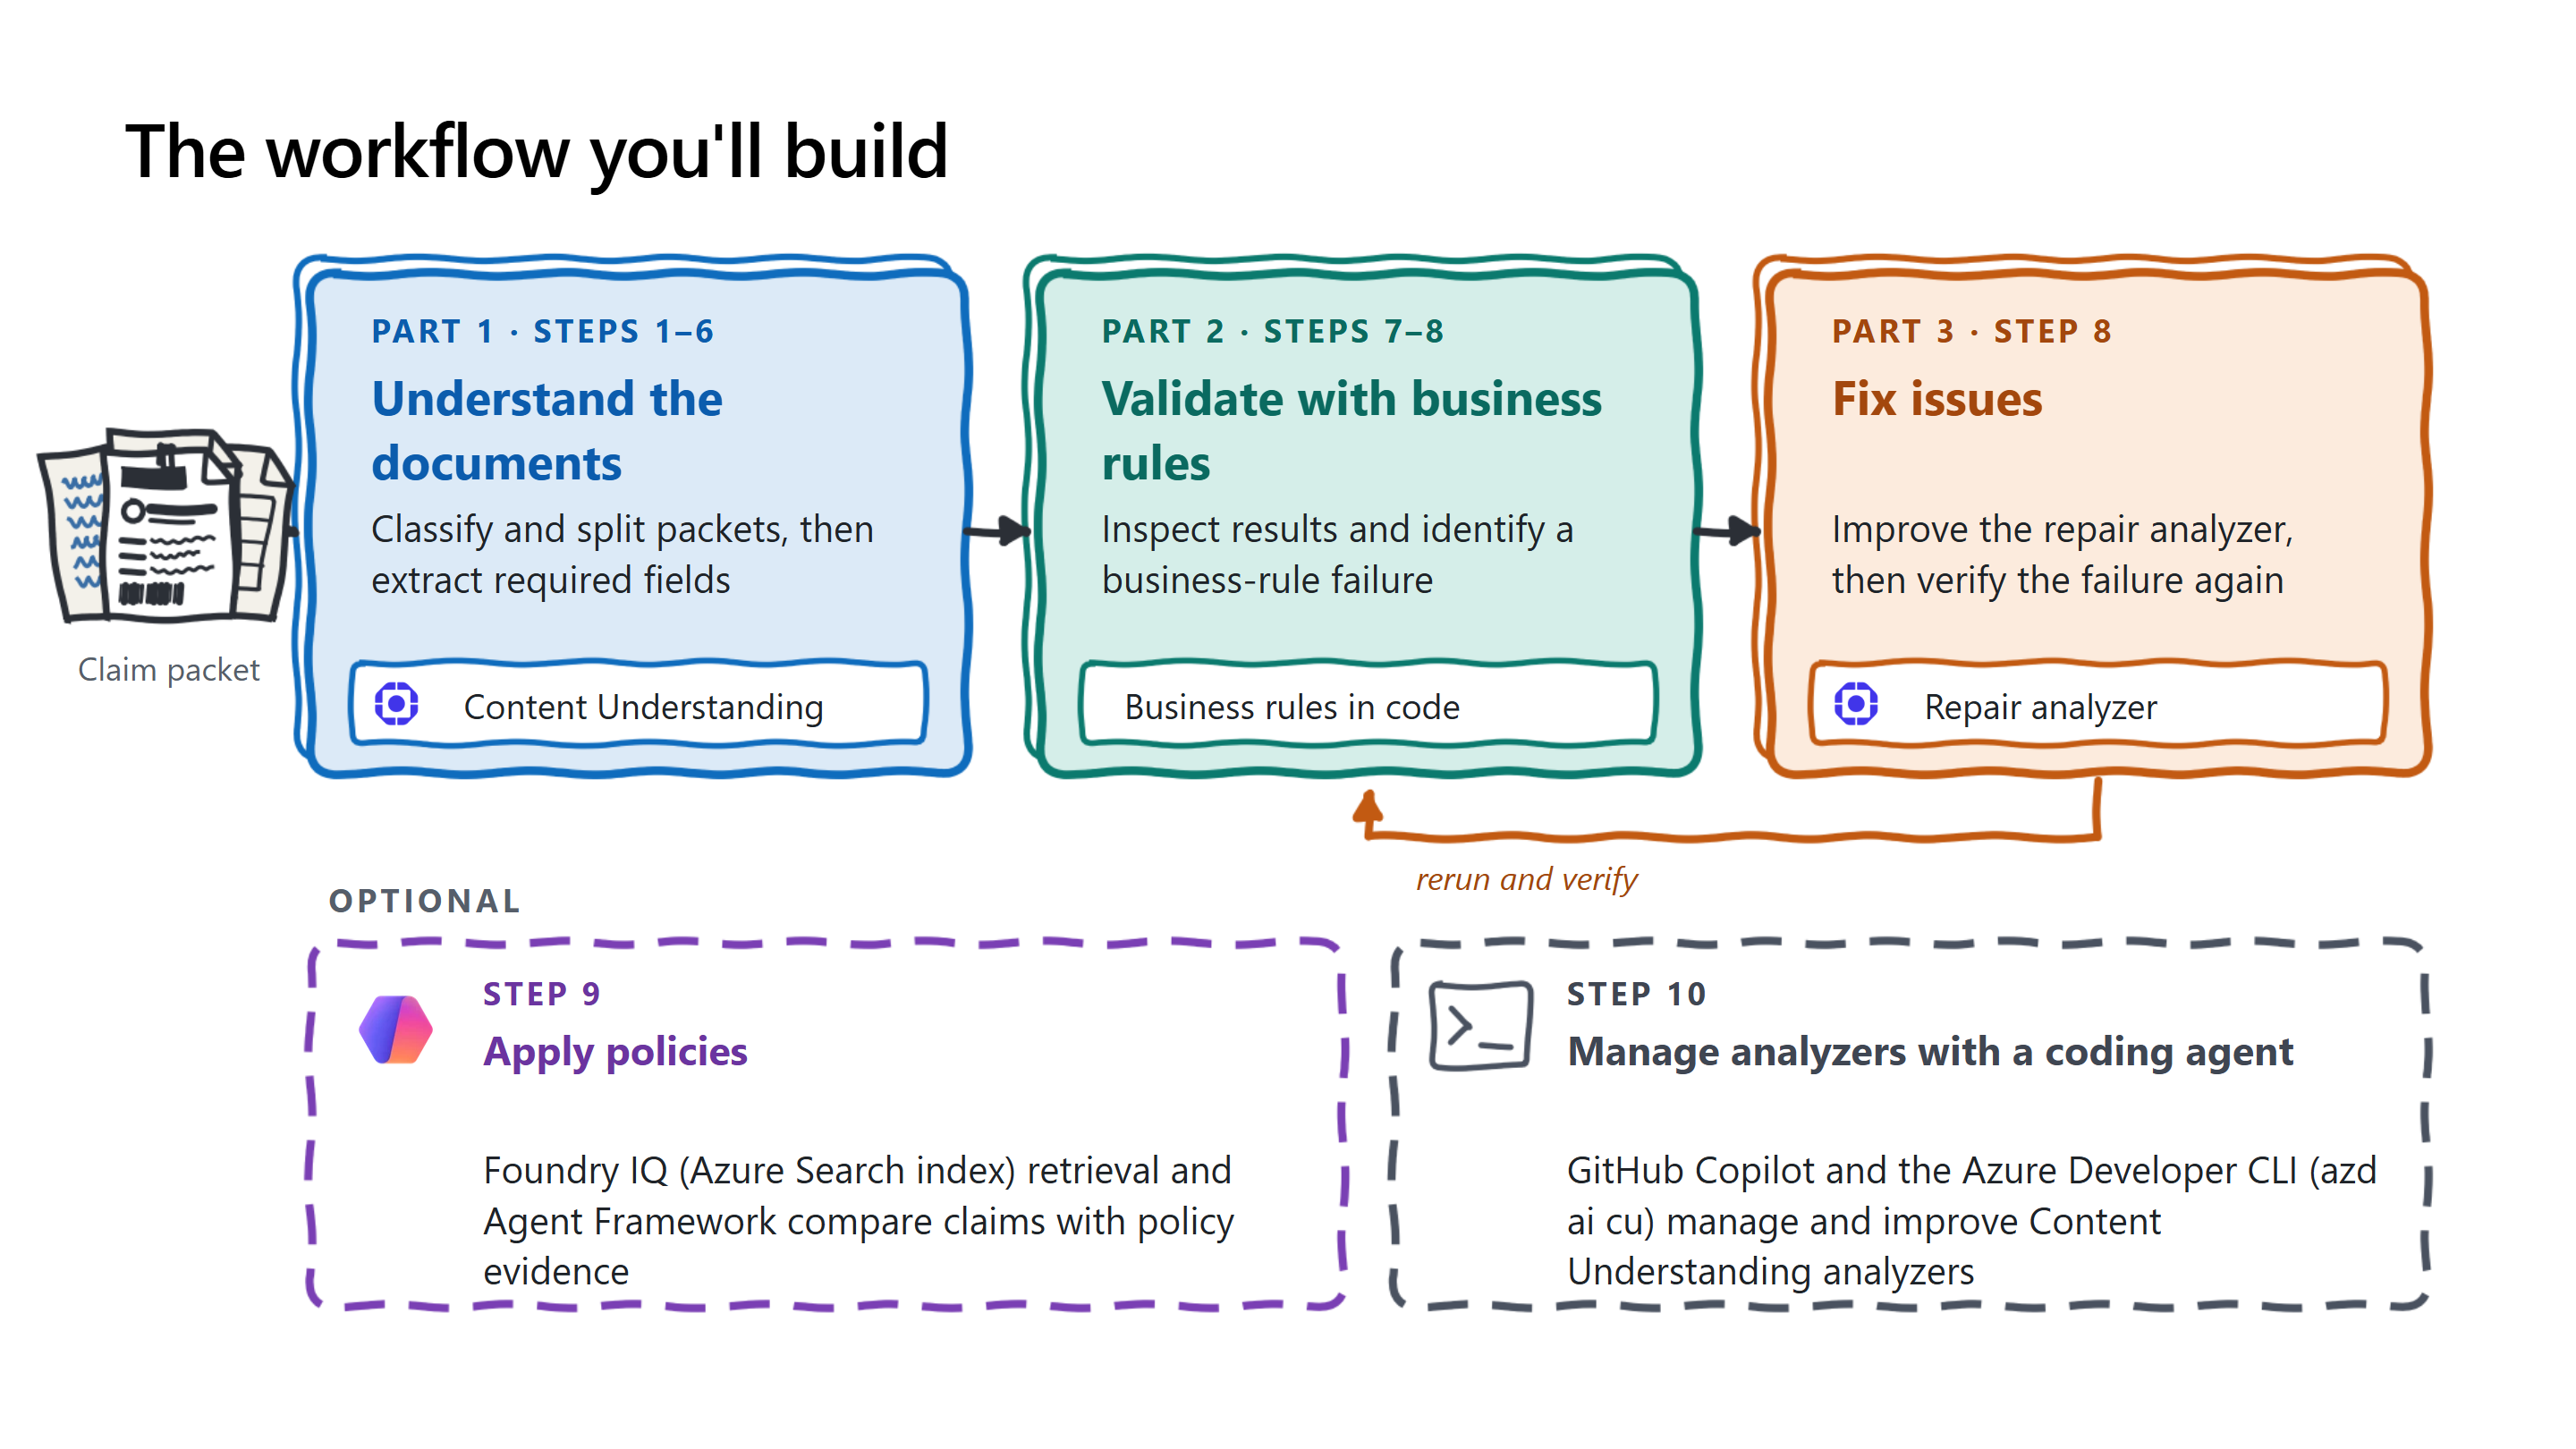 The workflow you'll build
PART 1 · STEPS 1–6
Understand the
documents
Classify and split packets, then
extract required fields
Content Understanding
PART 2 · STEPS 7–8
Validate with business
rules
Inspect results and identify a
business-rule failure
Business rules in code
PART 3 · STEP 8
Fix issues
Improve the repair analyzer,
then verify the failure again
Repair analyzer
Claim packet
rerun and verify
OPTIONAL
STEP 9
Apply policies
Foundry IQ (Azure Search index) retrieval and
Agent Framework compare claims with policy
evidence
STEP 10
Manage analyzers with a coding agent
GitHub Copilot and the Azure Developer CLI (azd
ai cu) manage and improve Content
Understanding analyzers